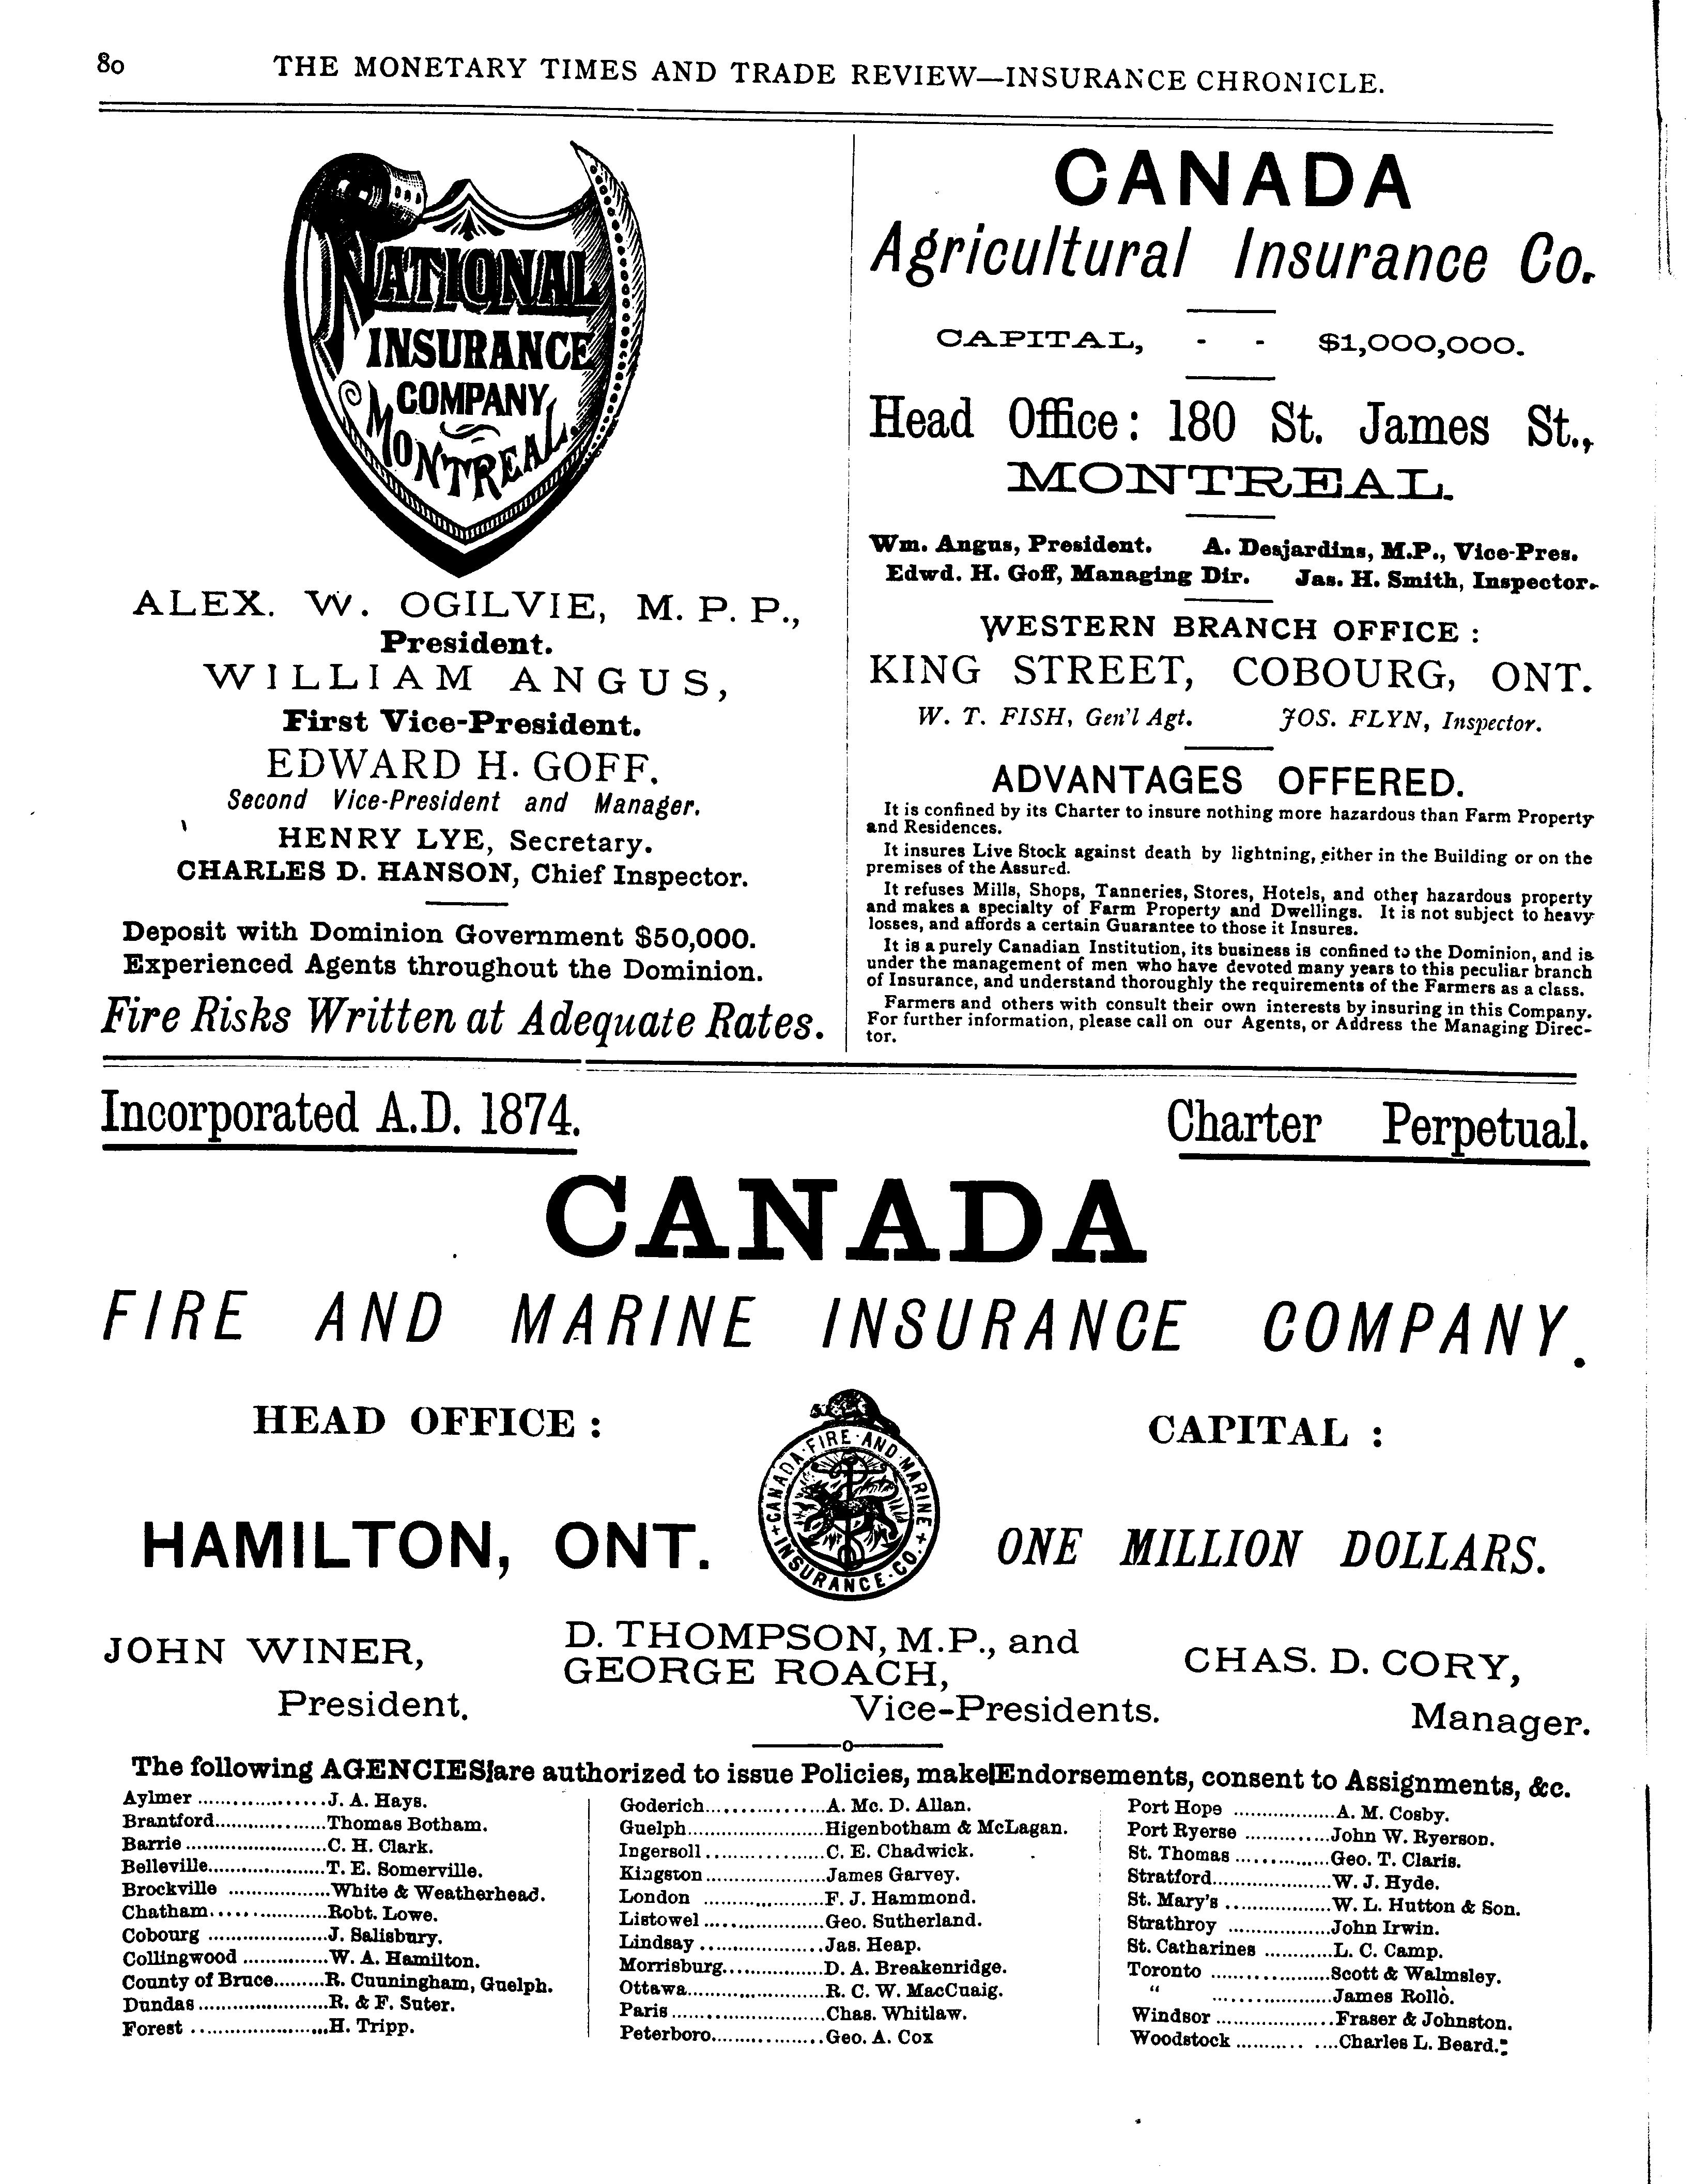 80
THE MONETARY TIMES AND TRADE REVIEW—INSURANCE CHRONICLE.
NATIONAL
INSURANCE
COMPANY,
MONTREAL.
ALEX. W. OGILVIE, M. P. P.,
President.
WILLIAM ANGUS,
First Vice-President.
EDWARD H. GOFF.
Second Vice-President and Manager.
HENRY LYE, Secretary.
CHARLES D. HANSON, Chief Inspector.
Deposit with Dominion Government $50,000.
Experienced Agents throughout the Dominion.
Fire Risks Written at Adequate Rates.
CANADA
Agricultural Insurance Co.
CAPITAL, - - $1,000,000.
Head Office: 180 St. James St.,
MONTREAL.
Wm. Angus, President. A. Desjardins, M.P., Vice-Pres.
Edwd. H. Goff, Managing Dir. Jas. H. Smith, Inspector.
WESTERN BRANCH OFFICE :
KING STREET, COBOURG, ONT.
W. T. FISH, Gen'l Agt. JOS. FLYN, Inspector.
ADVANTAGES OFFERED.
It is confined by its Charter to insure nothing more hazardous than Farm Property
and Residences.
It insures Live Stock against death by lightning, either in the Building or on the
premises of the Assured.
It refuses Mills, Shops, Tanneries, Stores, Hotels, and other hazardous property
and makes a specialty of Farm Property and Dwellings. It is not subject to heavy
losses, and affords a certain Guarantee to those it Insures.
It is a purely Canadian Institution, its business is confined to the Dominion, and is
under the management of men who have devoted many years to this peculiar branch
of Insurance, and understand thoroughly the requirements of the Farmers as a class.
Farmers and others with consult their own interests by insuring in this Company.
For further information, please call on our Agents, or Address the Managing Direc-
tor.
Incorporated A.D. 1874. Charter Perpetual.
CANADA
FIRE AND MARINE INSURANCE COMPANY.
HEAD OFFICE :
HAMILTON, ONT.
CANADA·FIRE·AND·MARINE
INSURANCE·CO.
CAPITAL :
ONE MILLION DOLLARS.
JOHN WINER,
President.
D. THOMPSON, M.P., and
GEORGE ROACH,
Vice-Presidents.
CHAS. D. CORY,
Manager.
The following AGENCIES are authorized to issue Policies, make Endorsements, consent to Assignments, &c.
Aylmer ...................J. A. Hays.
Brantford...................Thomas Botham.
Barrie ........................C. H. Clark.
Belleville....................T. E. Somerville.
Brockville ..................White & Weatherhead.
Chatham....................Robt. Lowe.
Cobourg .....................J. Salisbury.
Collingwood ...............W. A. Hamilton.
County of Bruce.........R. Cuuningham, Guelph.
Dundas.......................R. & F. Suter.
Forest ........................H. Tripp.
Goderich.....................A. Mc. D. Allan.
Guelph........................Higenbotham & McLagan.
Ingersoll.....................C. E. Chadwick.
Kingston.....................James Garvey.
London .....................F. J. Hammond.
Listowel.....................Geo. Sutherland.
Lindsay .....................Jas. Heap.
Morrisburg..................D. A. Breakenridge.
Ottawa........................R. C. W. MacCuaig.
Paris...........................Chas. Whitlaw.
Peterboro....................Geo. A. Cox
Port Hope ..................A. M. Cosby.
Port Ryerse ...............John W. Ryerson.
St. Thomas ................Geo. T. Claris.
Stratford.....................W. J. Hyde.
St. Mary's ..................W. L. Hutton & Son.
Strathroy ..................John Irwin.
St. Catharines ............L. C. Camp.
Toronto .....................Scott & Walmsley.
" .....................James Rollo.
Windsor .....................Fraser & Johnston.
Woodstock ................Charles L. Beard.